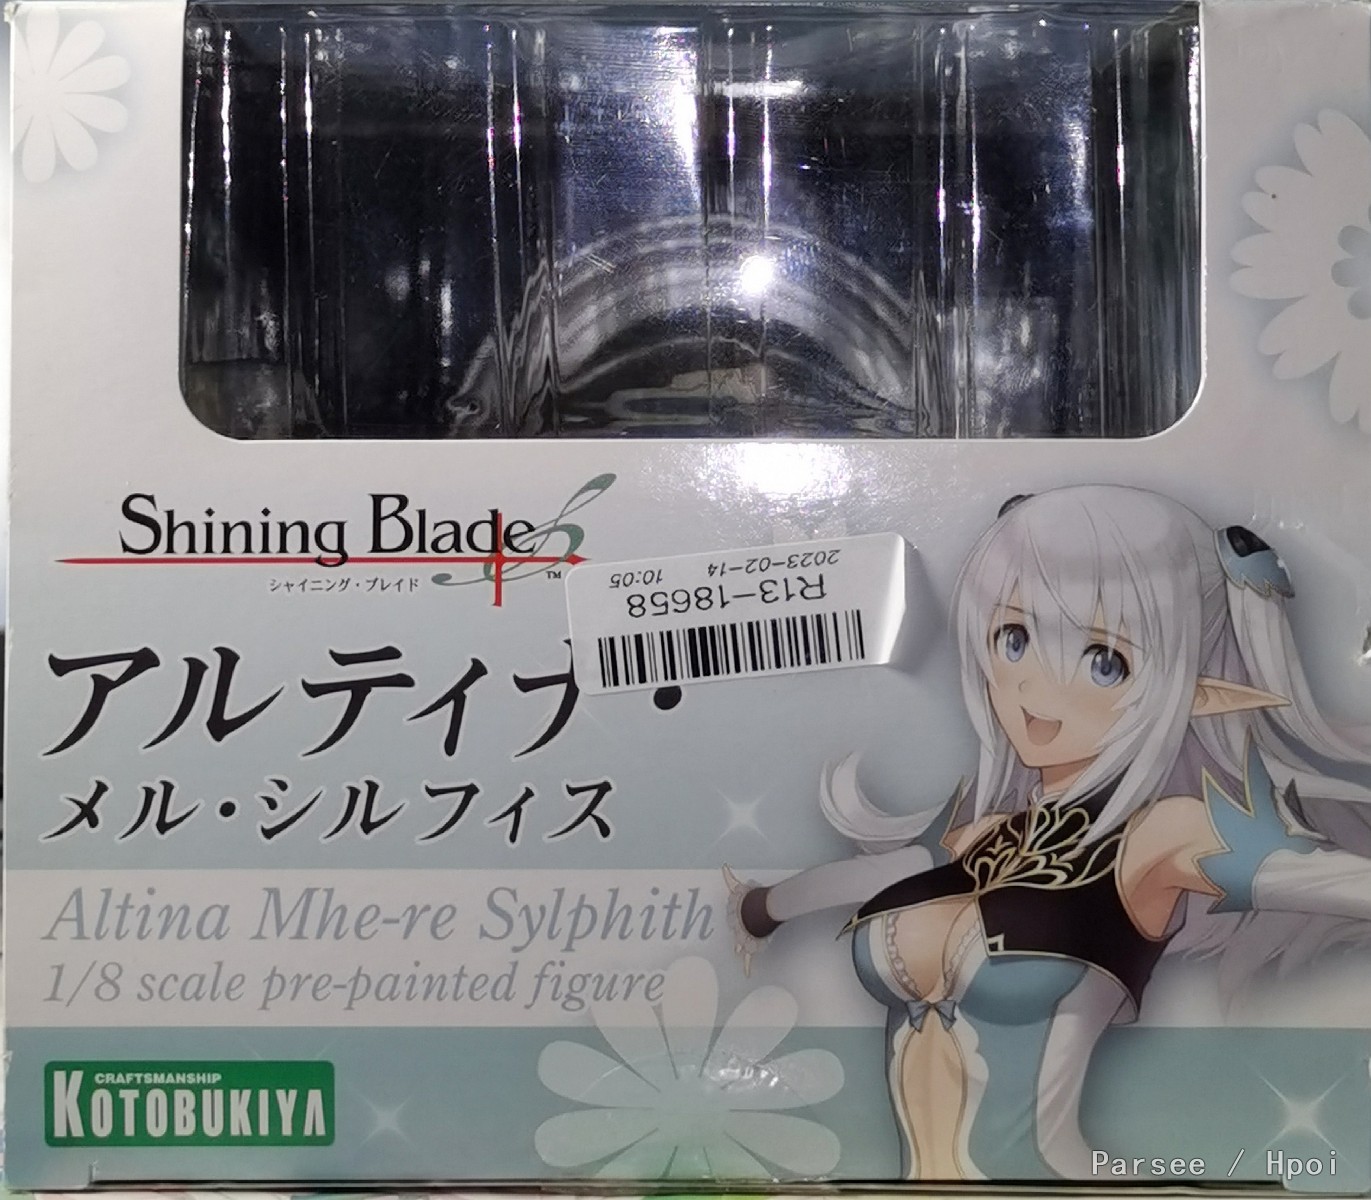 Shining Blade
TM
シャイニング・ブレイド
2023-02-14 10:05
R13-18658
アルティナ・
メル・シルフィス
Altina Mhe-re Sylphith
1/8 scale pre-painted figure
CRAFTSMANSHIP
KOTOBUKIYA
Parsee / Hpoi